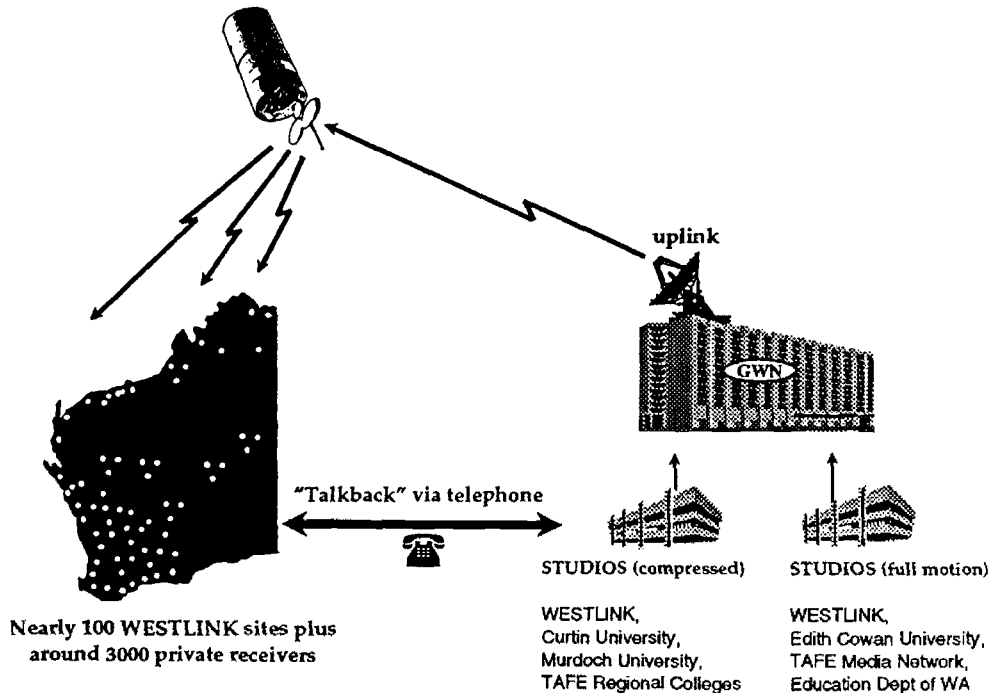 uplink
GWN
"Talkback" via telephone
STUDIOS (compressed)
WESTLINK,
Curtin University,
Murdoch University,
TAFE Regional Colleges
STUDIOS (full motion)
WESTLINK,
Edith Cowan University,
TAFE Media Network,
Education Dept of WA
Nearly 100 WESTLINK sites plus
around 3000 private receivers